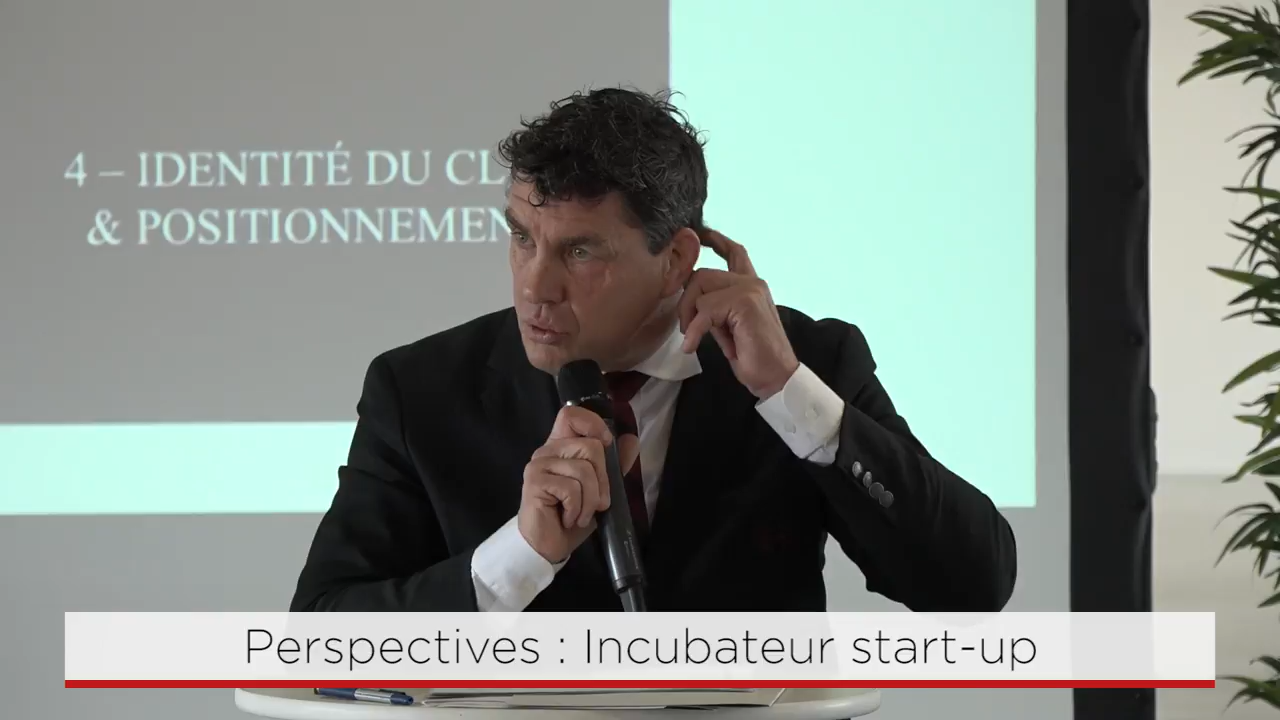 4 – IDENTITÉ DU
& POSITIONNEMEN
Perspectives : Incubateur start-up